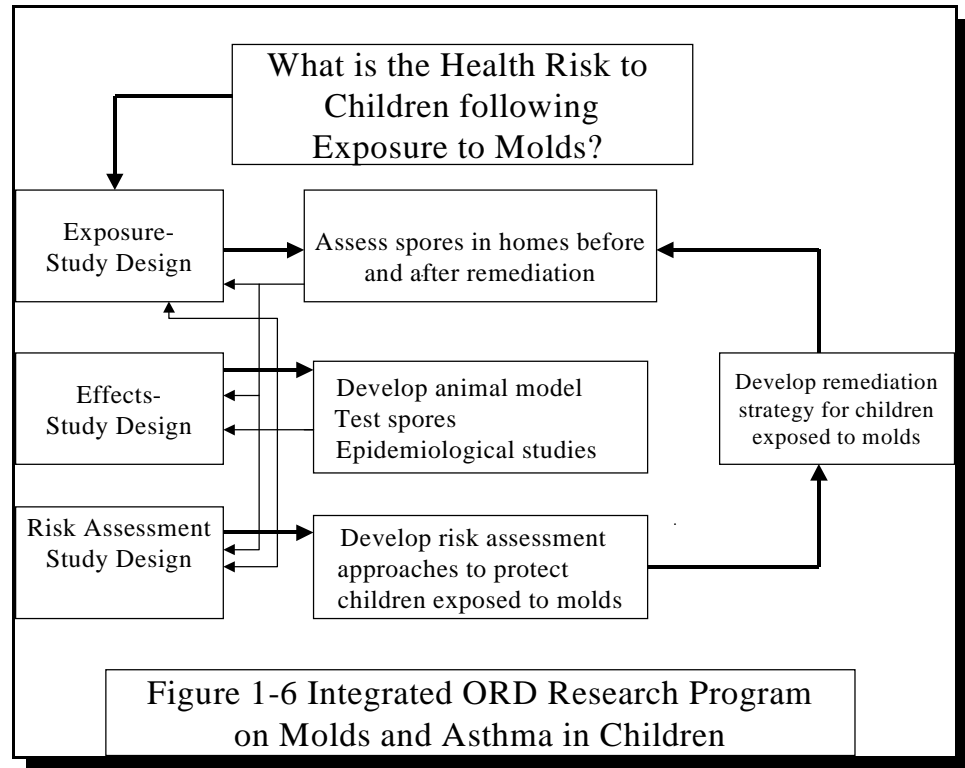 What is the Health Risk to
Children following
Exposure to Molds?
Exposure-
Study Design
Assess spores in homes before
and after remediation
Effects-
Study Design
Develop animal model
Test spores
Epidemiological studies
Develop remediation
strategy for children
exposed to molds
Risk Assessment
Study Design
Develop risk assessment
approaches to protect
children exposed to molds
Figure 1-6 Integrated ORD Research Program
on Molds and Asthma in Children